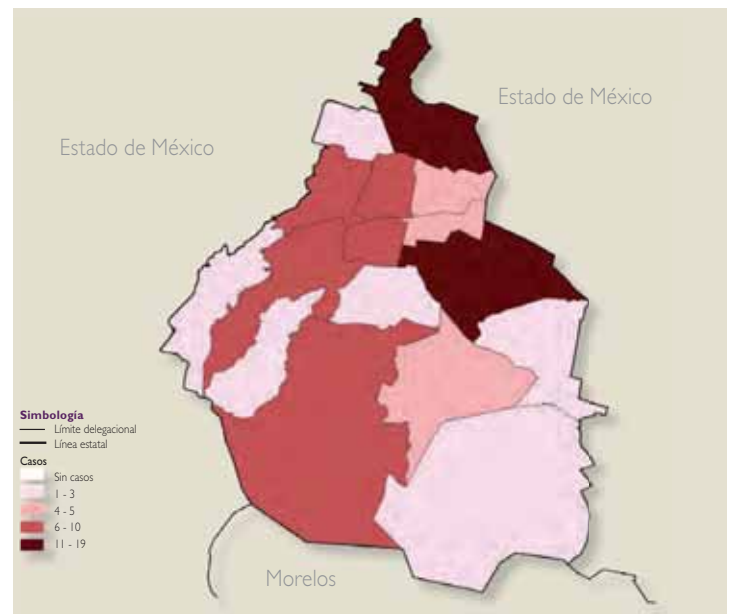 Estado de México
Estado de México
Simbología
Límite delegacional
Línea estatal
Casos
Sin casos
1 - 3
4 - 5
6 - 10
11 - 19
Morelos